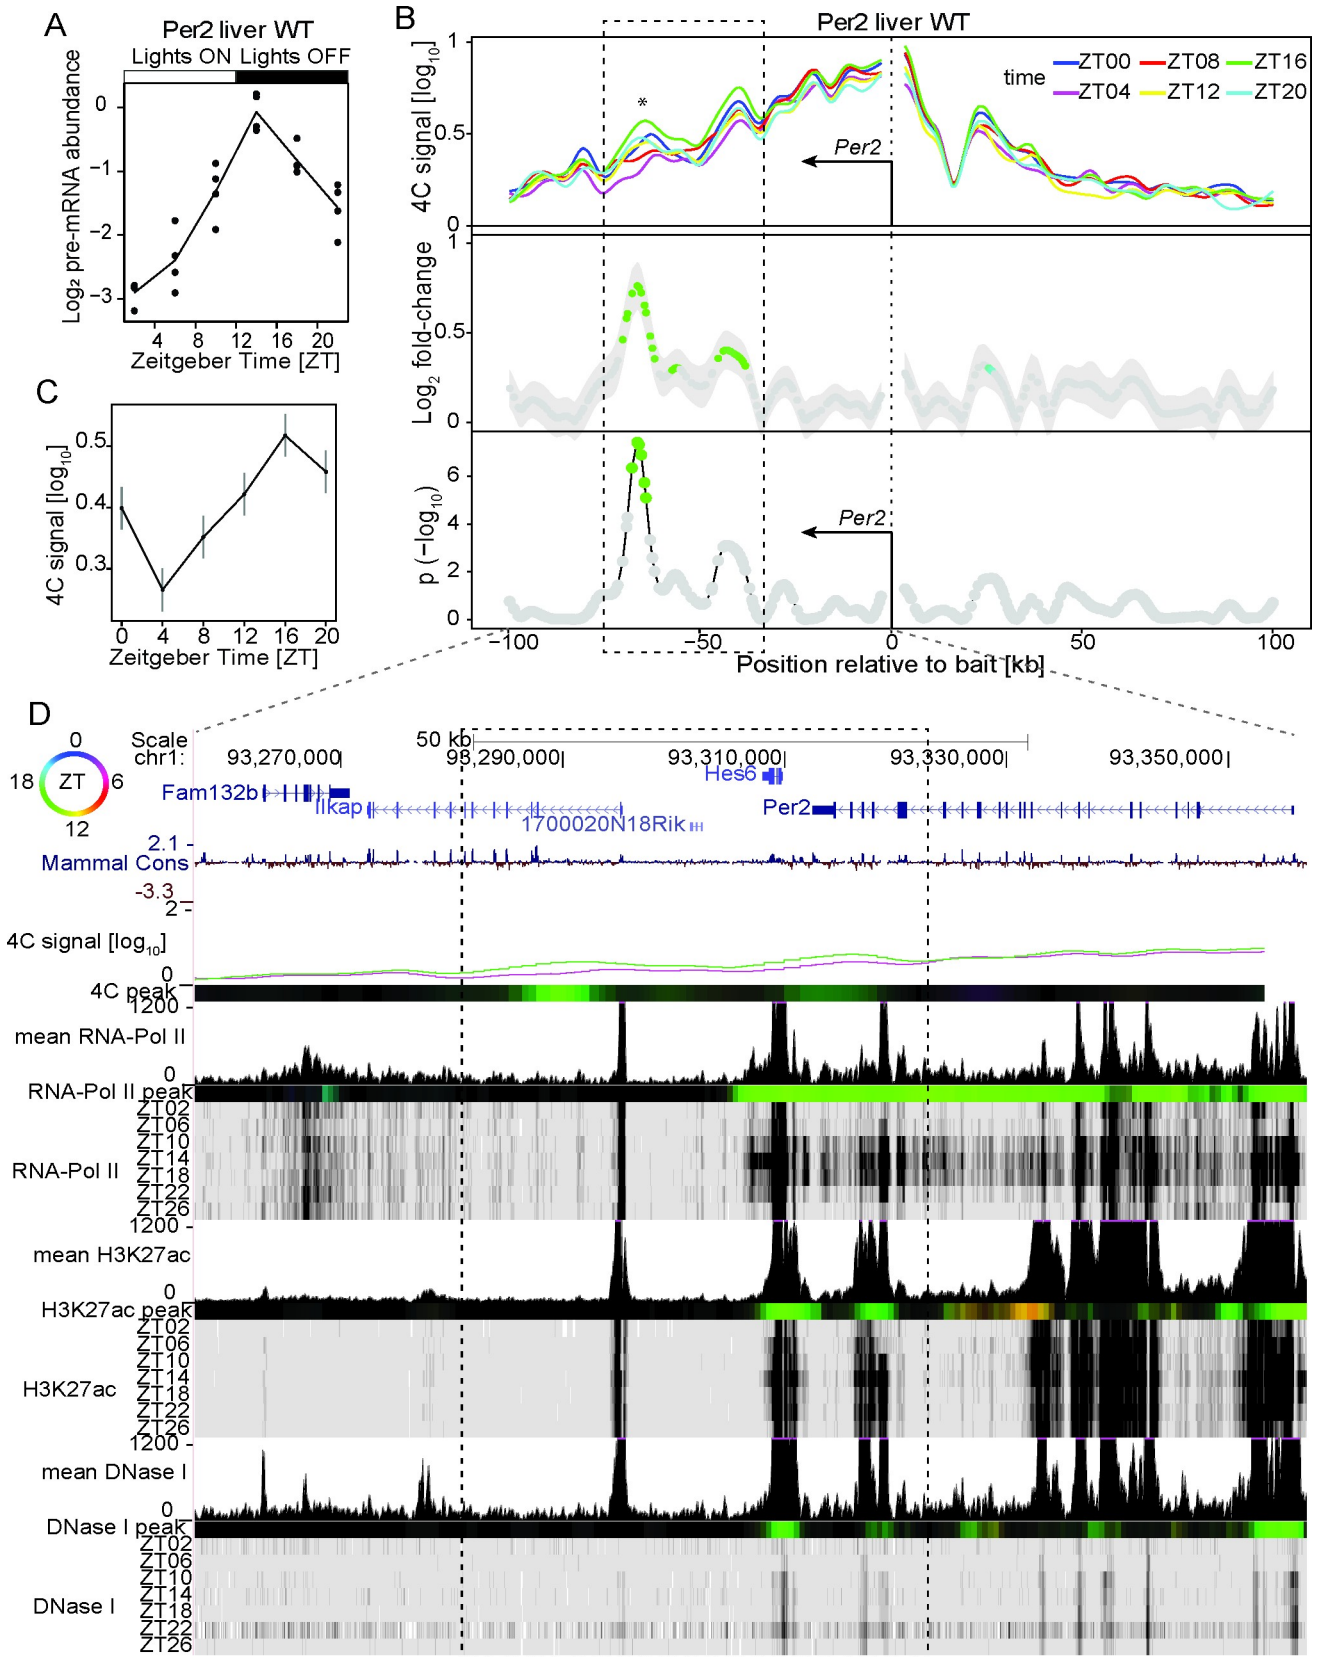 A
Per2 liver WT
Lights ON Lights OFF
Log₂ pre-mRNA abundance
0
−1
−2
−3
4 8 12 16 20
Zeitgeber Time [ZT]
B
Per2 liver WT
4C signal [log₁₀]
1
0.5
0
time
ZT00 ZT08 ZT16
ZT04 ZT12 ZT20
*
Per2
Log₂ fold-change
1
0.5
0
p (−log₁₀)
6
4
2
0
Per2
−100 −50 0 50 100
Position relative to bait [kb]
C
4C signal [log₁₀]
0.5
0.4
0.3
0 4 8 12 16 20
Zeitgeber Time [ZT]
D
0
18 ZT 6
12
Scale 50 kb
chr1: 93,270,000 93,290,000 93,310,000 93,330,000 93,350,000
Hes6
Fam132b
Ilkap
Per2
1700020N18Rik
2.1
Mammal Cons
-3.3
2
4C signal [log₁₀]
0
4C peak
1200
mean RNA-Pol II
0
RNA-Pol II peak
ZT02
ZT06
ZT10
ZT14
RNA-Pol II
ZT18
ZT22
ZT26
1200
mean H3K27ac
0
H3K27ac peak
ZT02
ZT06
ZT10
ZT14
H3K27ac
ZT18
ZT22
ZT26
1200
mean DNase I
0
DNase I peak
ZT02
ZT06
ZT10
ZT14
DNase I
ZT18
ZT22
ZT26